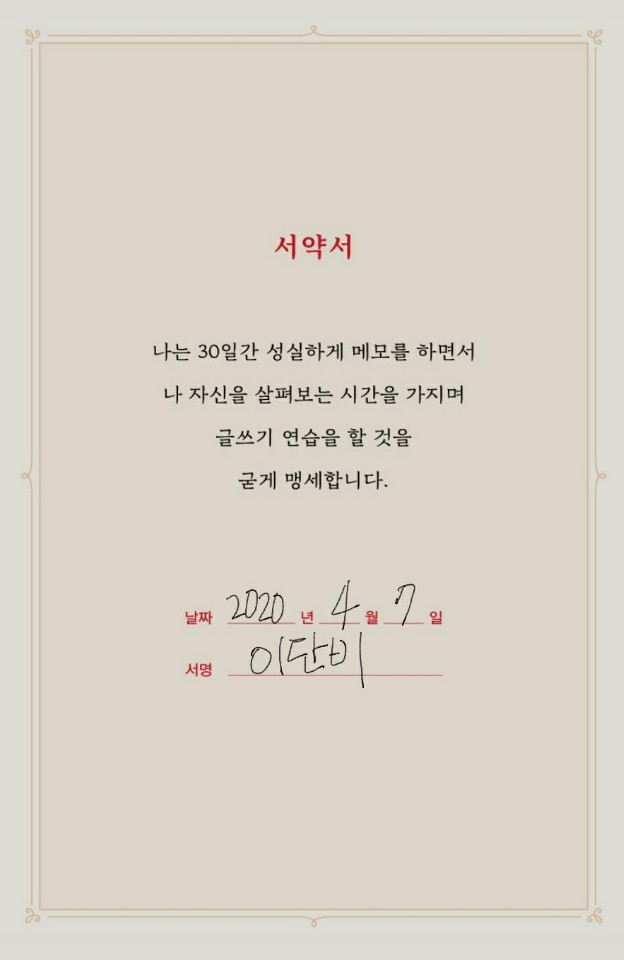 서약서
나는 30일간 성실하게 메모를 하면서
나 자신을 살펴보는 시간을 가지며
글쓰기 연습을 할 것을
굳게 맹세합니다.
날짜 2020 년 4 월 7 일
서명 이단비